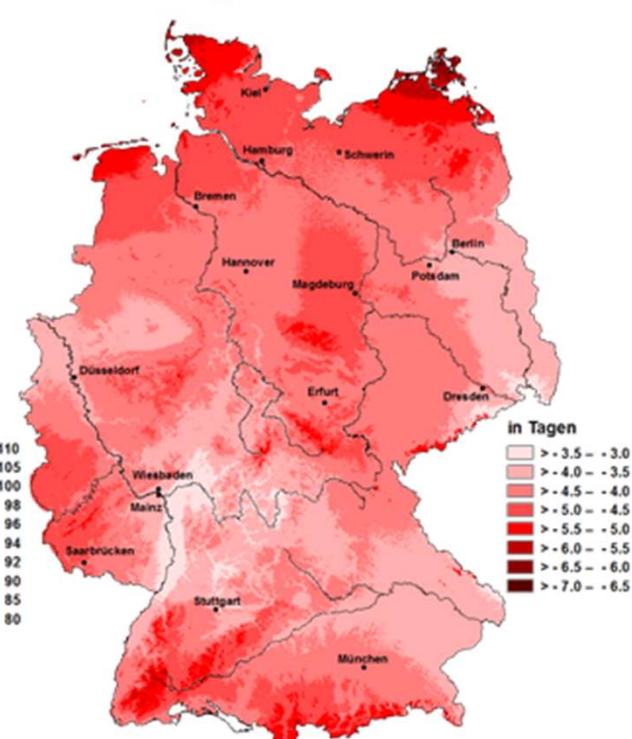 Kiel
Hamburg
Schwerin
Bremen
Berlin
Hannover
Potsdam
Magdeburg
Düsseldorf
Erfurt
Dresden
in Tagen
> - 3.5 – - 3.0
> - 4.0 – - 3.5
> - 4.5 – - 4.0
> - 5.0 – - 4.5
> - 5.5 – - 5.0
> - 6.0 – - 5.5
> - 6.5 – - 6.0
> - 7.0 – - 6.5
110
105
100
98
96
94
92
90
85
80
Wiesbaden
Mainz
Saarbrücken
Stuttgart
München